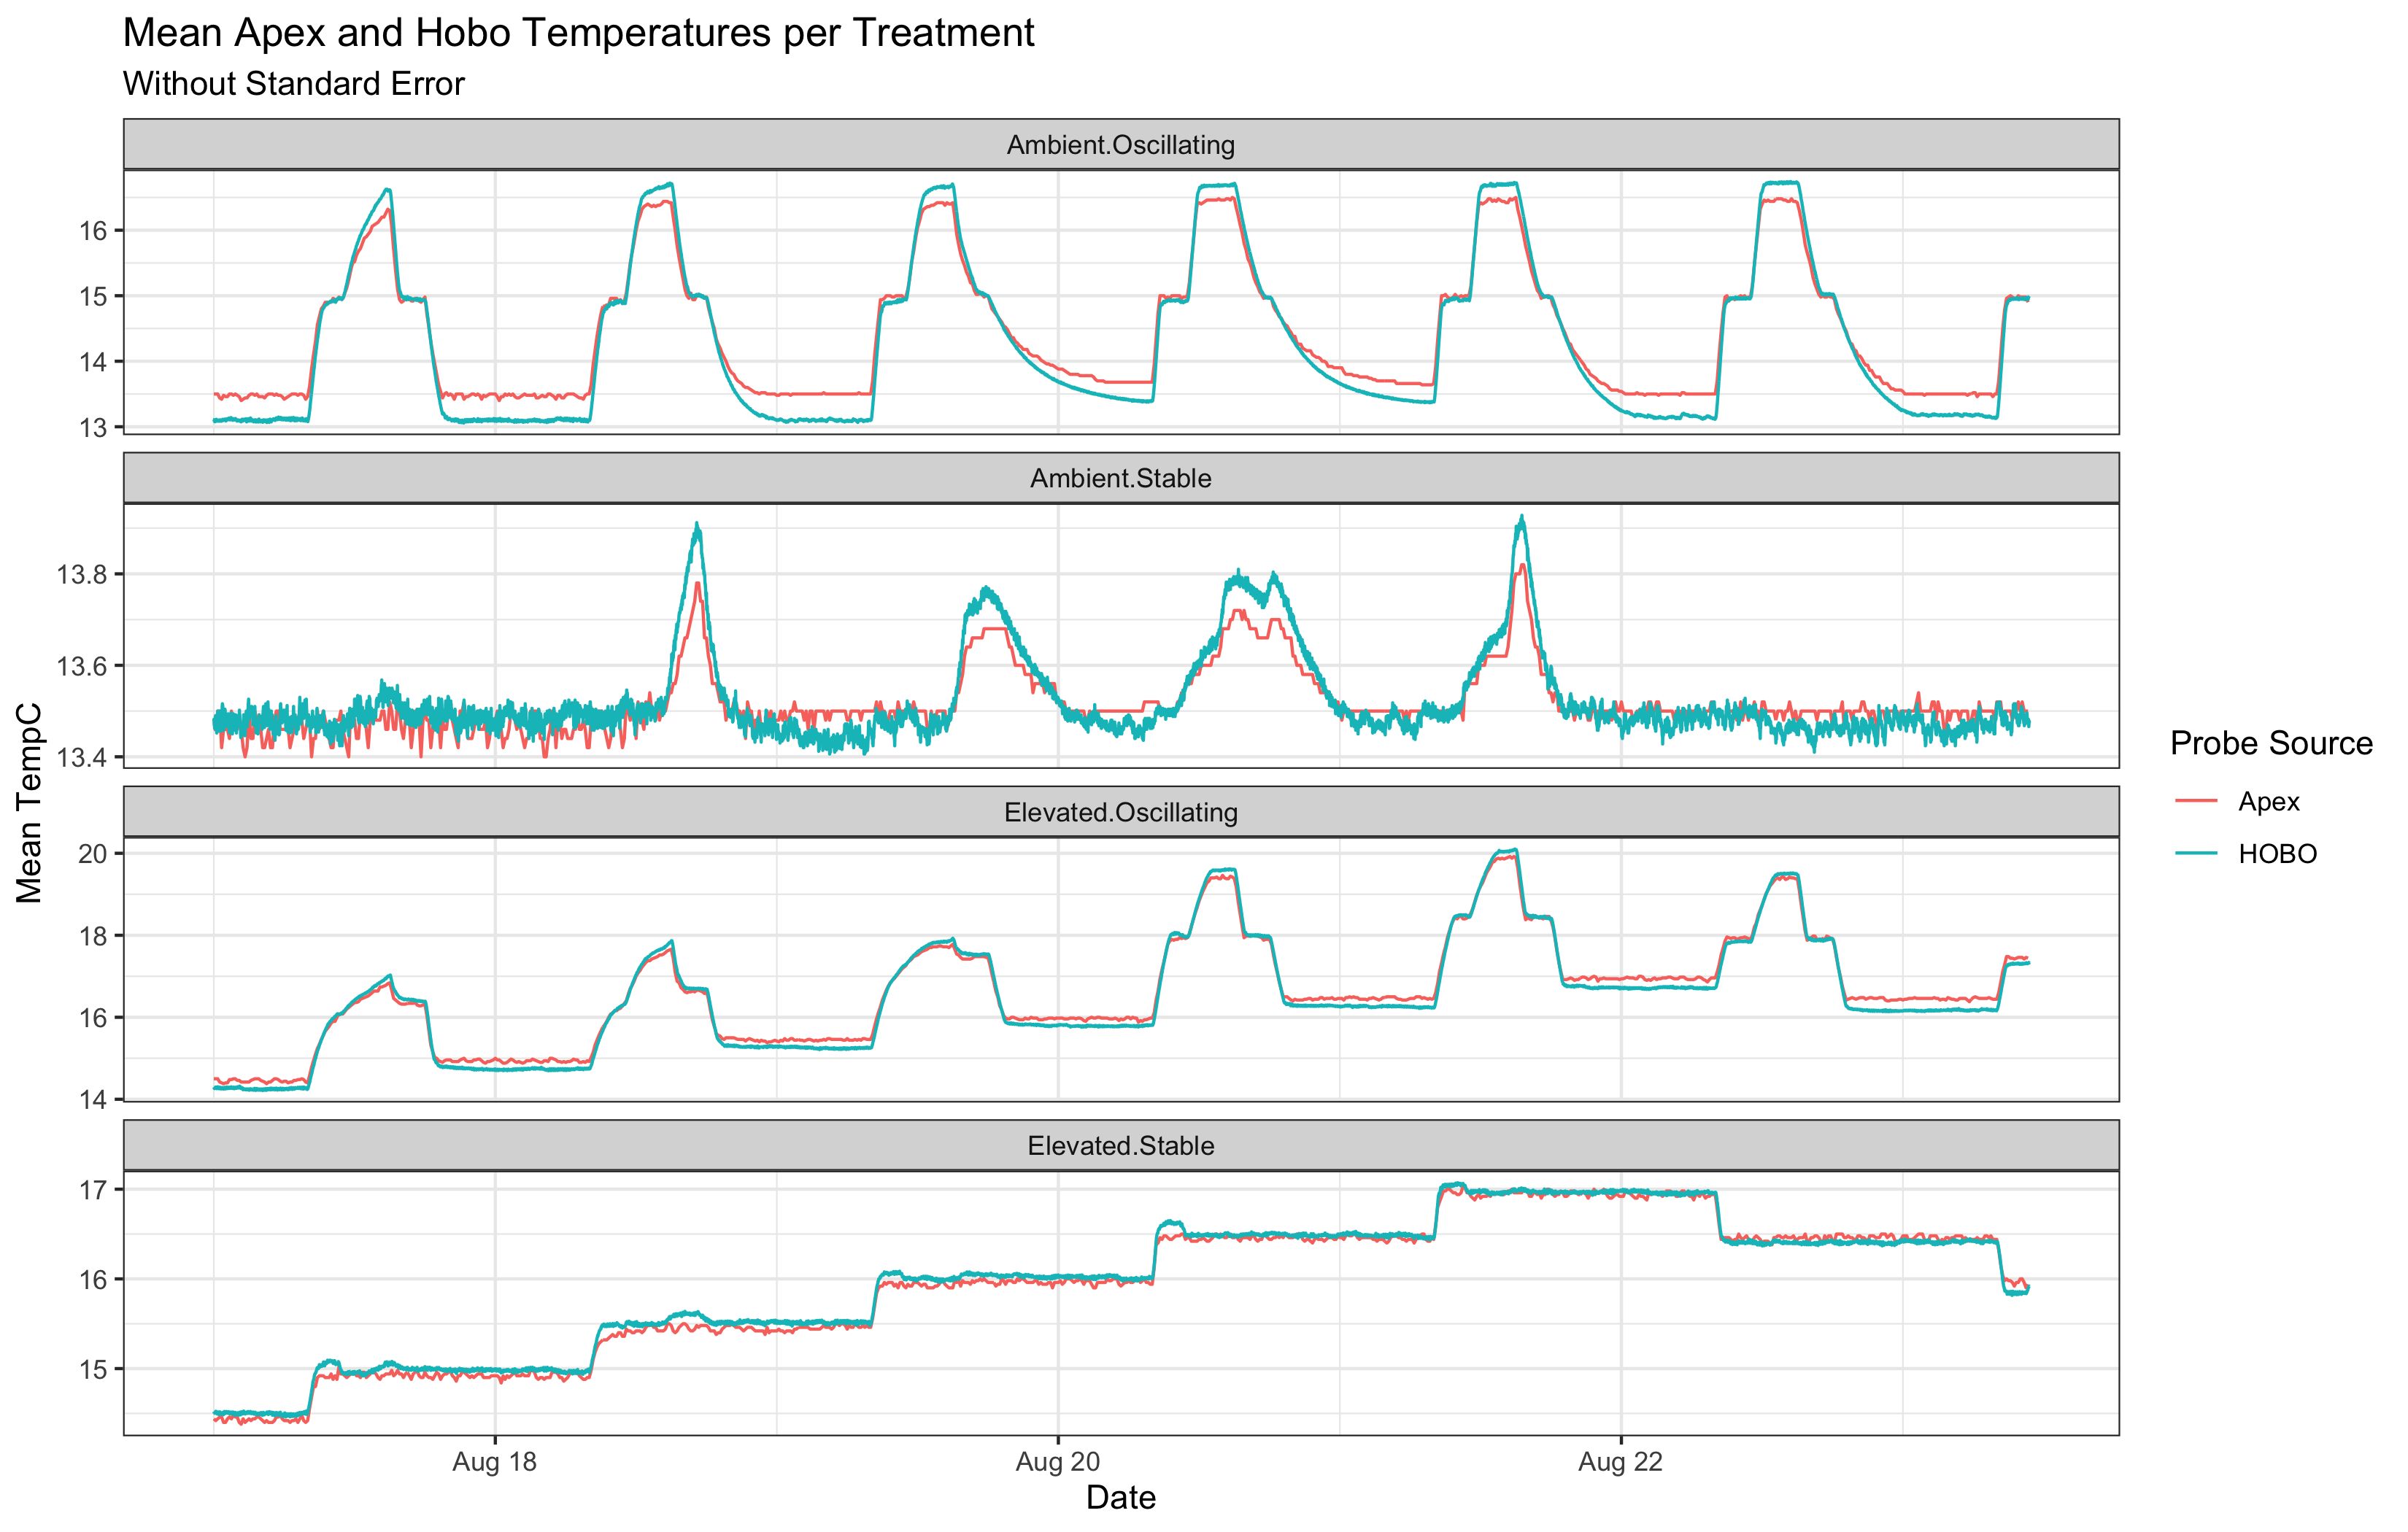 Mean Apex and Hobo Temperatures per Treatment
Without Standard Error
Ambient.Oscillating
16
15
14
13
Ambient.Stable
13.8
13.6
13.4
Elevated.Oscillating
20
18
16
14
Elevated.Stable
17
16
15
Aug 18
Aug 20
Aug 22
Date
Mean TempC
Probe Source
Apex
HOBO